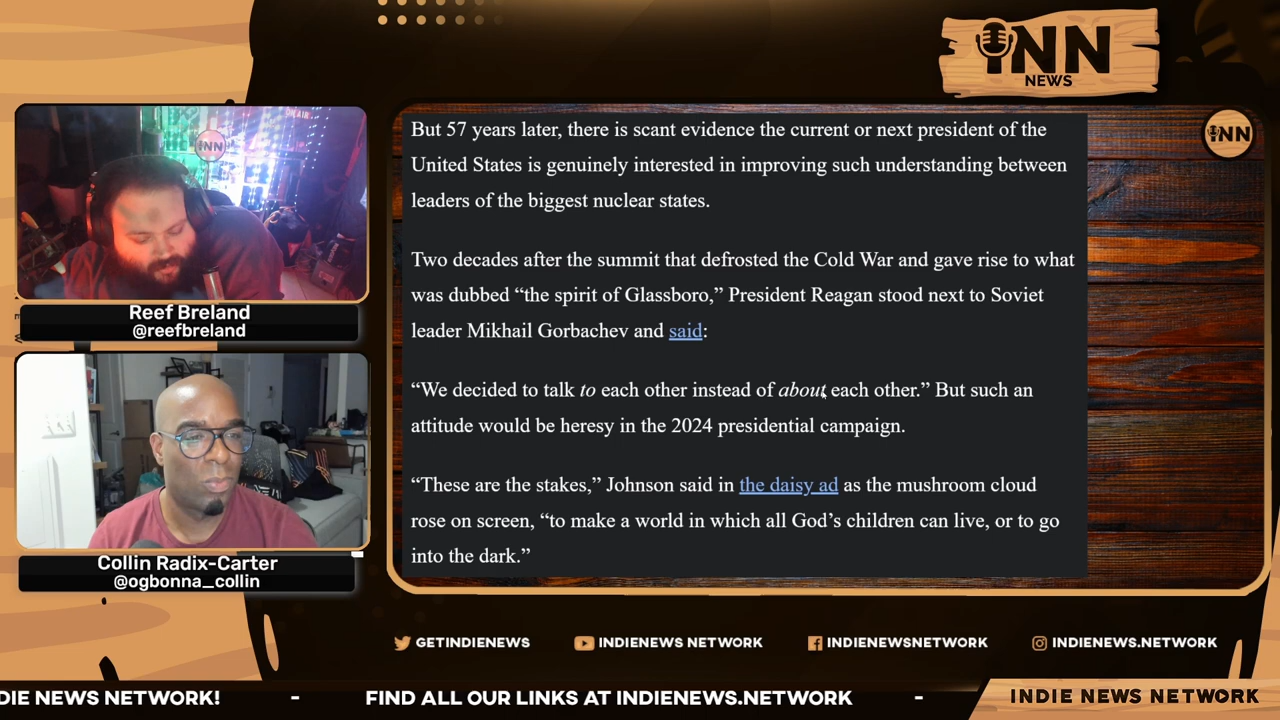 INN
NEWS
INN
INN
But 57 years later, there is scant evidence the current or next president of the
United States is genuinely interested in improving such understanding between
leaders of the biggest nuclear states.
Two decades after the summit that defrosted the Cold War and gave rise to what
was dubbed “the spirit of Glassboro,” President Reagan stood next to Soviet
leader Mikhail Gorbachev and said:
“We decided to talk to each other instead of about each other.” But such an
attitude would be heresy in the 2024 presidential campaign.
“These are the stakes,” Johnson said in the daisy ad as the mushroom cloud
rose on screen, “to make a world in which all God’s children can live, or to go
into the dark.”
Reef Breland
@reefbreland
Collin Radix-Carter
@ogbonna_collin
GETINDIENEWS
INDIENEWS NETWORK
INDIENEWSNETWORK
INDIENEWS.NETWORK
DIE NEWS NETWORK! - FIND ALL OUR LINKS AT INDIENEWS.NETWORK -
INDIE NEWS NETWORK